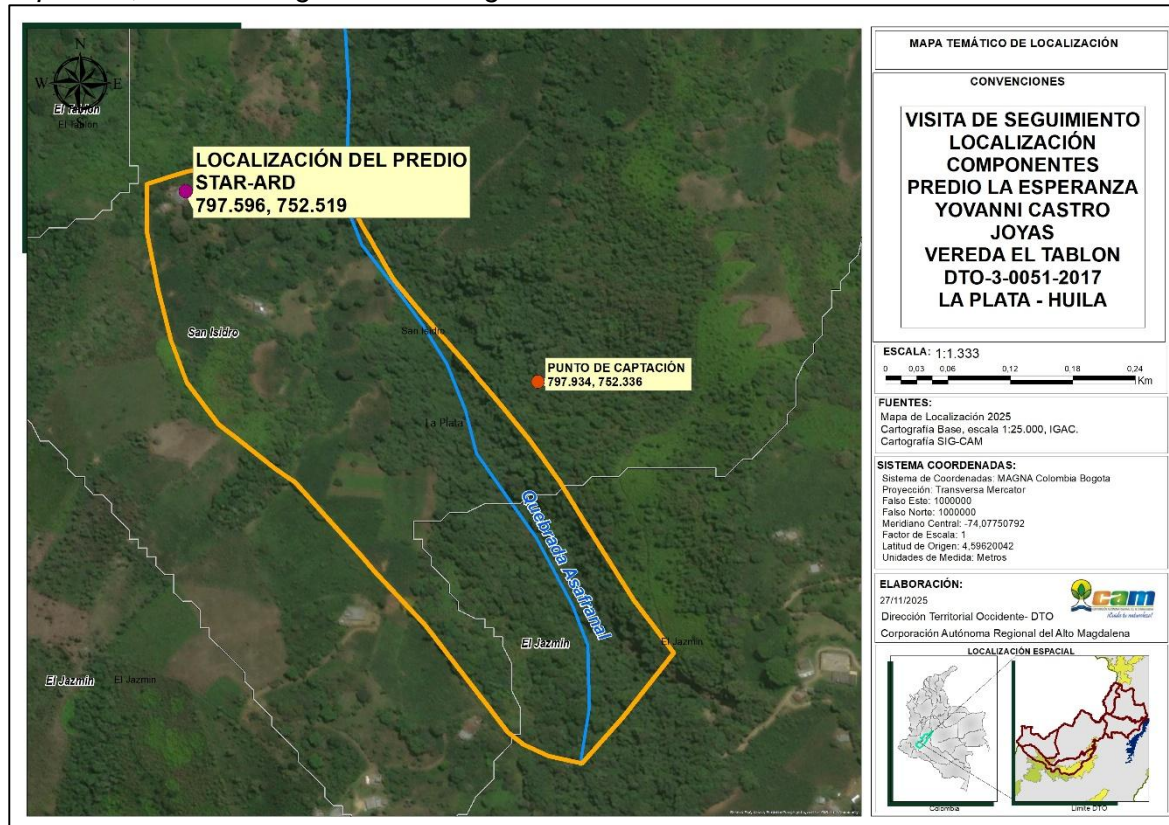 N
W E
S
El Tablon
El Tablon
LOCALIZACIÓN DEL PREDIO
STAR-ARD
797.596, 752.519
San Isidro
San Isidro
PUNTO DE CAPTACIÓN
797.934, 752.336
La Plata
Quebrada Asafranal
El Jazmín
El Jazmín
El Jazmín
El Jazmín
MAPA TEMÁTICO DE LOCALIZACIÓN
CONVENCIONES
VISITA DE SEGUIMIENTO
LOCALIZACIÓN
COMPONENTES
PREDIO LA ESPERANZA
YOVANNI CASTRO
JOYAS
VEREDA EL TABLON
DTO-3-0051-2017
LA PLATA - HUILA
ESCALA: 1:1.333
0 0,03 0,06 0,12 0,18 0,24
Km
FUENTES:
Mapa de Localización 2025
Cartografía Base, escala 1:25.000, IGAC.
Cartografía SIG-CAM
SISTEMA COORDENADAS:
Sistema de Coordenadas: MAGNA Colombia Bogota
Proyección: Transversa Mercator
Falso Este: 1000000
Falso Norte: 1000000
Meridiano Central: -74,07750792
Factor de Escala: 1
Latitud de Origen: 4,59620042
Unidades de Medida: Metros
ELABORACIÓN:
27/11/2025
Dirección Territorial Occidente- DTO
Corporación Autónoma Regional del Alto Magdalena
cam
LOCALIZACIÓN ESPACIAL
Colombia
Limite DTO